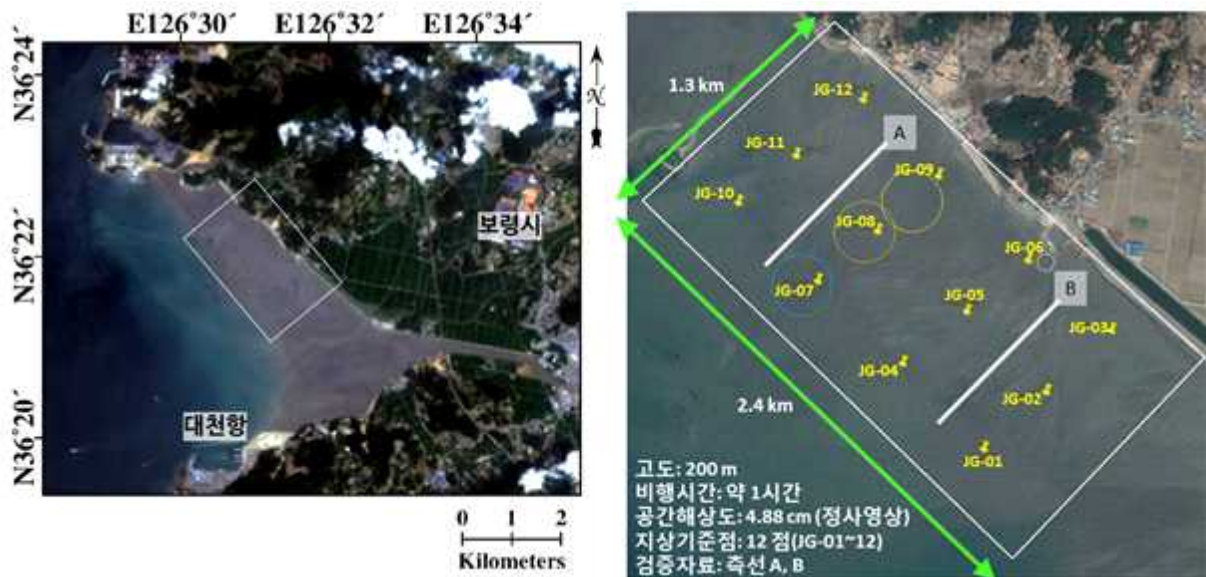 E126°30´ E126°32´ E126°34´
N36°24´
N36°22´
N36°20´
N
보령시
대천항
0 1 2
Kilometers
1.3 km
2.4 km
JG-12
A
JG-11
JG-09
JG-10
JG-08
JG-06
JG-07
B
JG-05
JG-03
JG-04
JG-02
JG-01
고도: 200 m
비행시간: 약 1시간
공간해상도: 4.88 cm (정사영상)
지상기준점: 12 점(JG-01~12)
검증자료: 측선 A, B